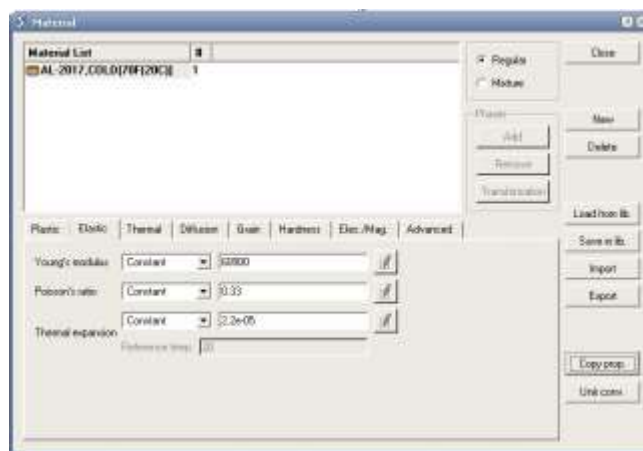 Material
Material List #
AL-2017,COLD[70F(20C)] 1
Regular
Mixture
Phases
Add
Remove
Transformation
Close
New
Delete
Load from lib.
Save in lib.
Import
Export
Copy prop.
Unit conv.
Plastic Elastic Thermal Diffusion Grain Hardness Elec./Mag. Advanced
Young's modulus Constant
Poisson's ratio Constant 0.33
Thermal expansion Constant 2.2e-05
Reference temp. 20